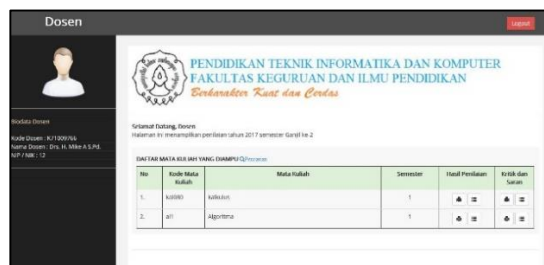 Dosen
Logout
PENDIDIKAN TEKNIK INFORMATIKA DAN KOMPUTER
FAKULTAS KEGURUAN DAN ILMU PENDIDIKAN
Berkarakter Kuat dan Cerdas
Biodata Dosen
Kode Dosen : K71009766
Nama Dosen : Drs. H. Mike A S.Pd.
NIP / NIK : 12
Selamat Datang, Dosen
Halaman ini menampilkan penilaian tahun 2017 semester Ganjil ke-2
DAFTAR MATA KULIAH YANG DIAMPU Pencarian
No Kode Mata Kuliah Mata Kuliah Semester Hasil Penilaian Kritik dan Saran
1. Kalkulus 1
2. al1 Algoritma 1